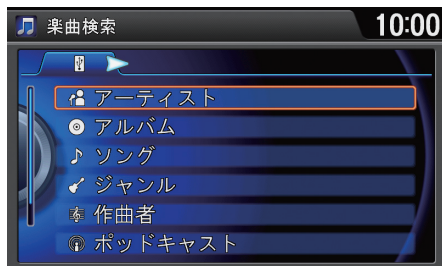 楽曲検索
10:00
アーティスト
アルバム
ソング
ジャンル
作曲者
ポッドキャスト